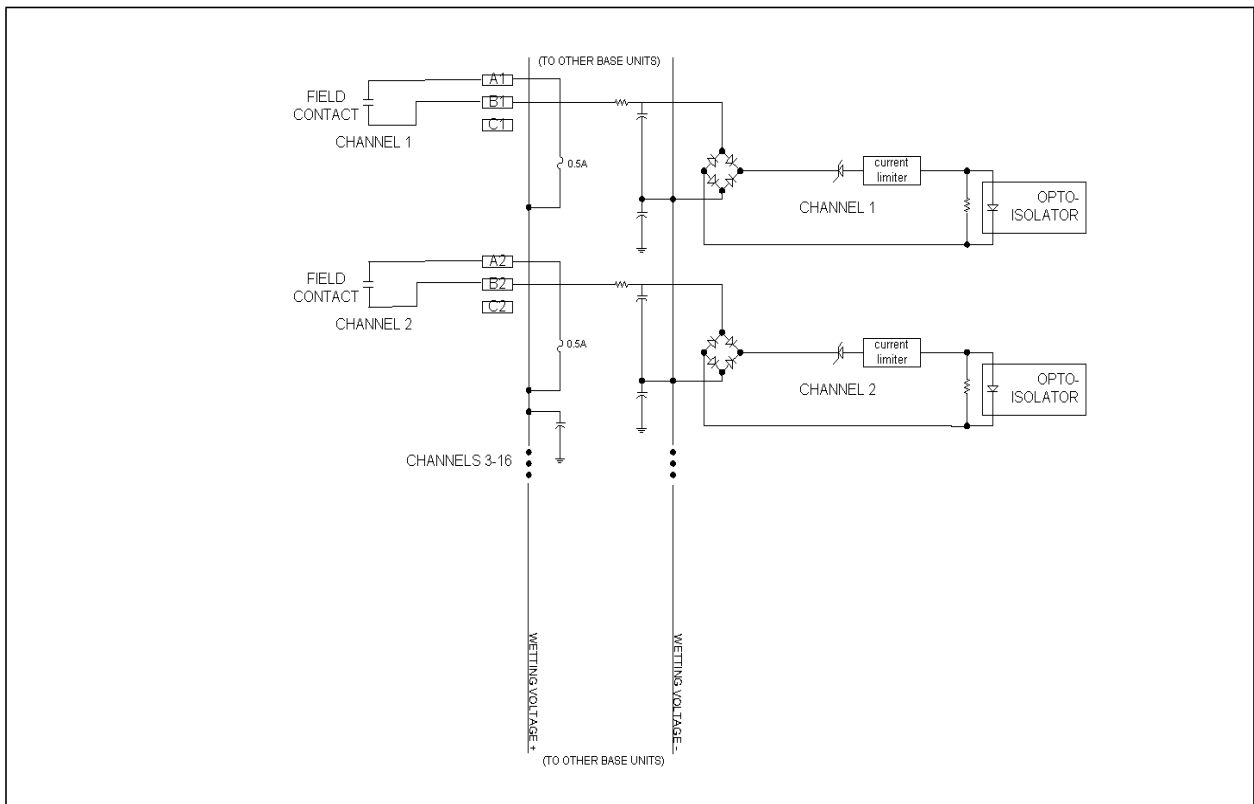 (TO OTHER BASE UNITS)
A1
FIELD
CONTACT
B1
C1
CHANNEL 1
0.5A
current
limiter
CHANNEL 1
OPTO-
ISOLATOR
A2
FIELD
CONTACT
B2
C2
CHANNEL 2
0.5A
current
limiter
CHANNEL 2
OPTO-
ISOLATOR
CHANNELS 3-16
WETTING VOLTAGE +
WETTING VOLTAGE -
(TO OTHER BASE UNITS)